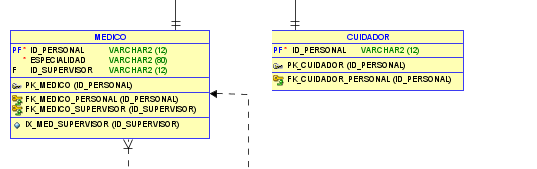 MEDICO
PF* ID_PERSONAL VARCHAR2 (12)
* ESPECIALIDAD VARCHAR2 (80)
F ID_SUPERVISOR VARCHAR2 (12)
PK_MEDICO (ID_PERSONAL)
FK_MEDICO_PERSONAL (ID_PERSONAL)
FK_MEDICO_SUPERVISOR (ID_SUPERVISOR)
IX_MED_SUPERVISOR (ID_SUPERVISOR)
CUIDADOR
PF* ID_PERSONAL VARCHAR2 (12)
PK_CUIDADOR (ID_PERSONAL)
FK_CUIDADOR_PERSONAL (ID_PERSONAL)